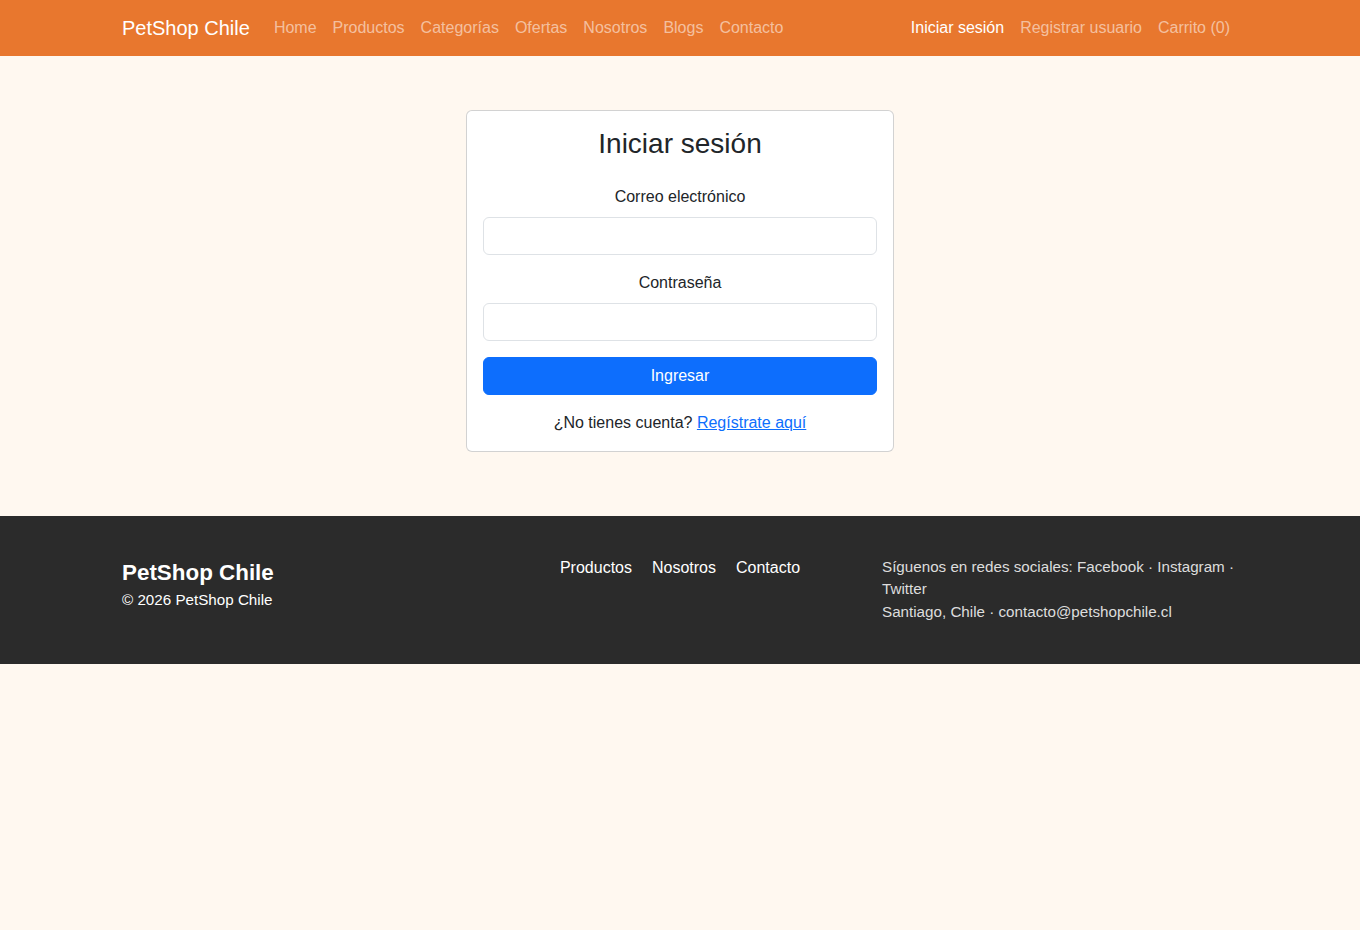 PetShop Chile Home Productos Categorías Ofertas Nosotros Blogs Contacto Iniciar sesión Registrar usuario Carrito (0)
Iniciar sesión
Correo electrónico
Contraseña
Ingresar
¿No tienes cuenta? Regístrate aquí
PetShop Chile
© 2026 PetShop Chile
Productos Nosotros Contacto
Síguenos en redes sociales: Facebook · Instagram ·
Twitter
Santiago, Chile · contacto@petshopchile.cl